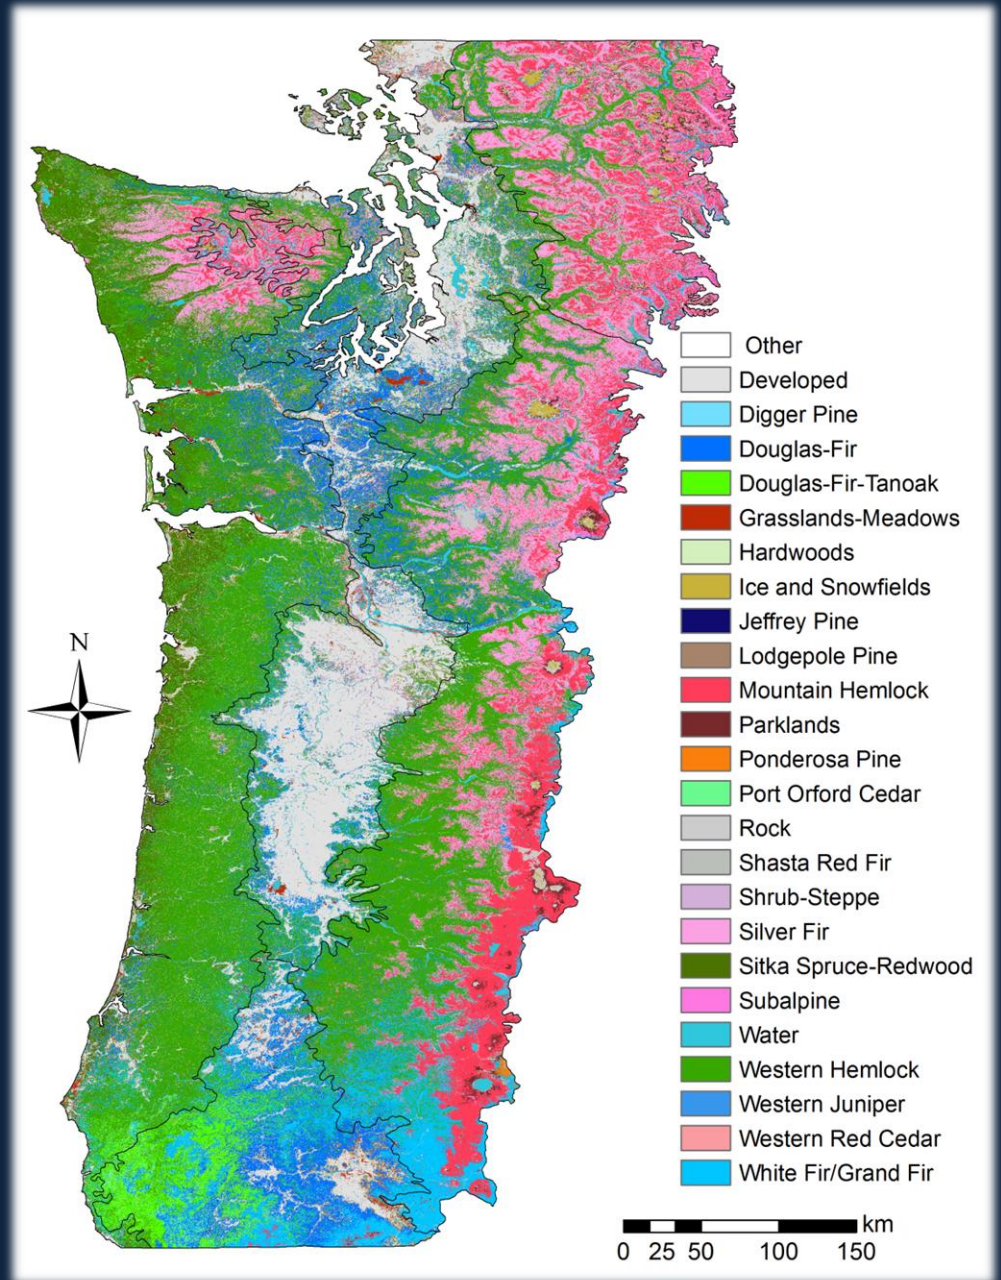 Other
Developed
Digger Pine
Douglas-Fir
Douglas-Fir-Tanoak
Grasslands-Meadows
Hardwoods
Ice and Snowfields
Jeffrey Pine
Lodgepole Pine
Mountain Hemlock
Parklands
Ponderosa Pine
Port Orford Cedar
Rock
Shasta Red Fir
Shrub-Steppe
Silver Fir
Sitka Spruce-Redwood
Subalpine
Water
Western Hemlock
Western Juniper
Western Red Cedar
White Fir/Grand Fir
N
km
0 25 50 100 150